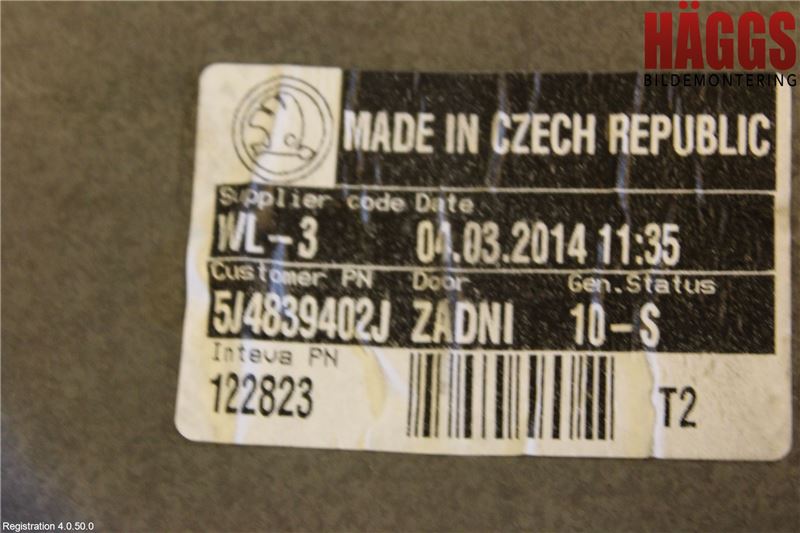 HÄGGS
BILDEMONTERING
MADE IN CZECH REPUBLIC
Supplier code Date
WL-3 04.03.2014 11:35
Customer PN Door. Gen.Status
5J4839402J ZADNI 10-S
Inteva PN
122823 T2
Registration 4.0.50.0